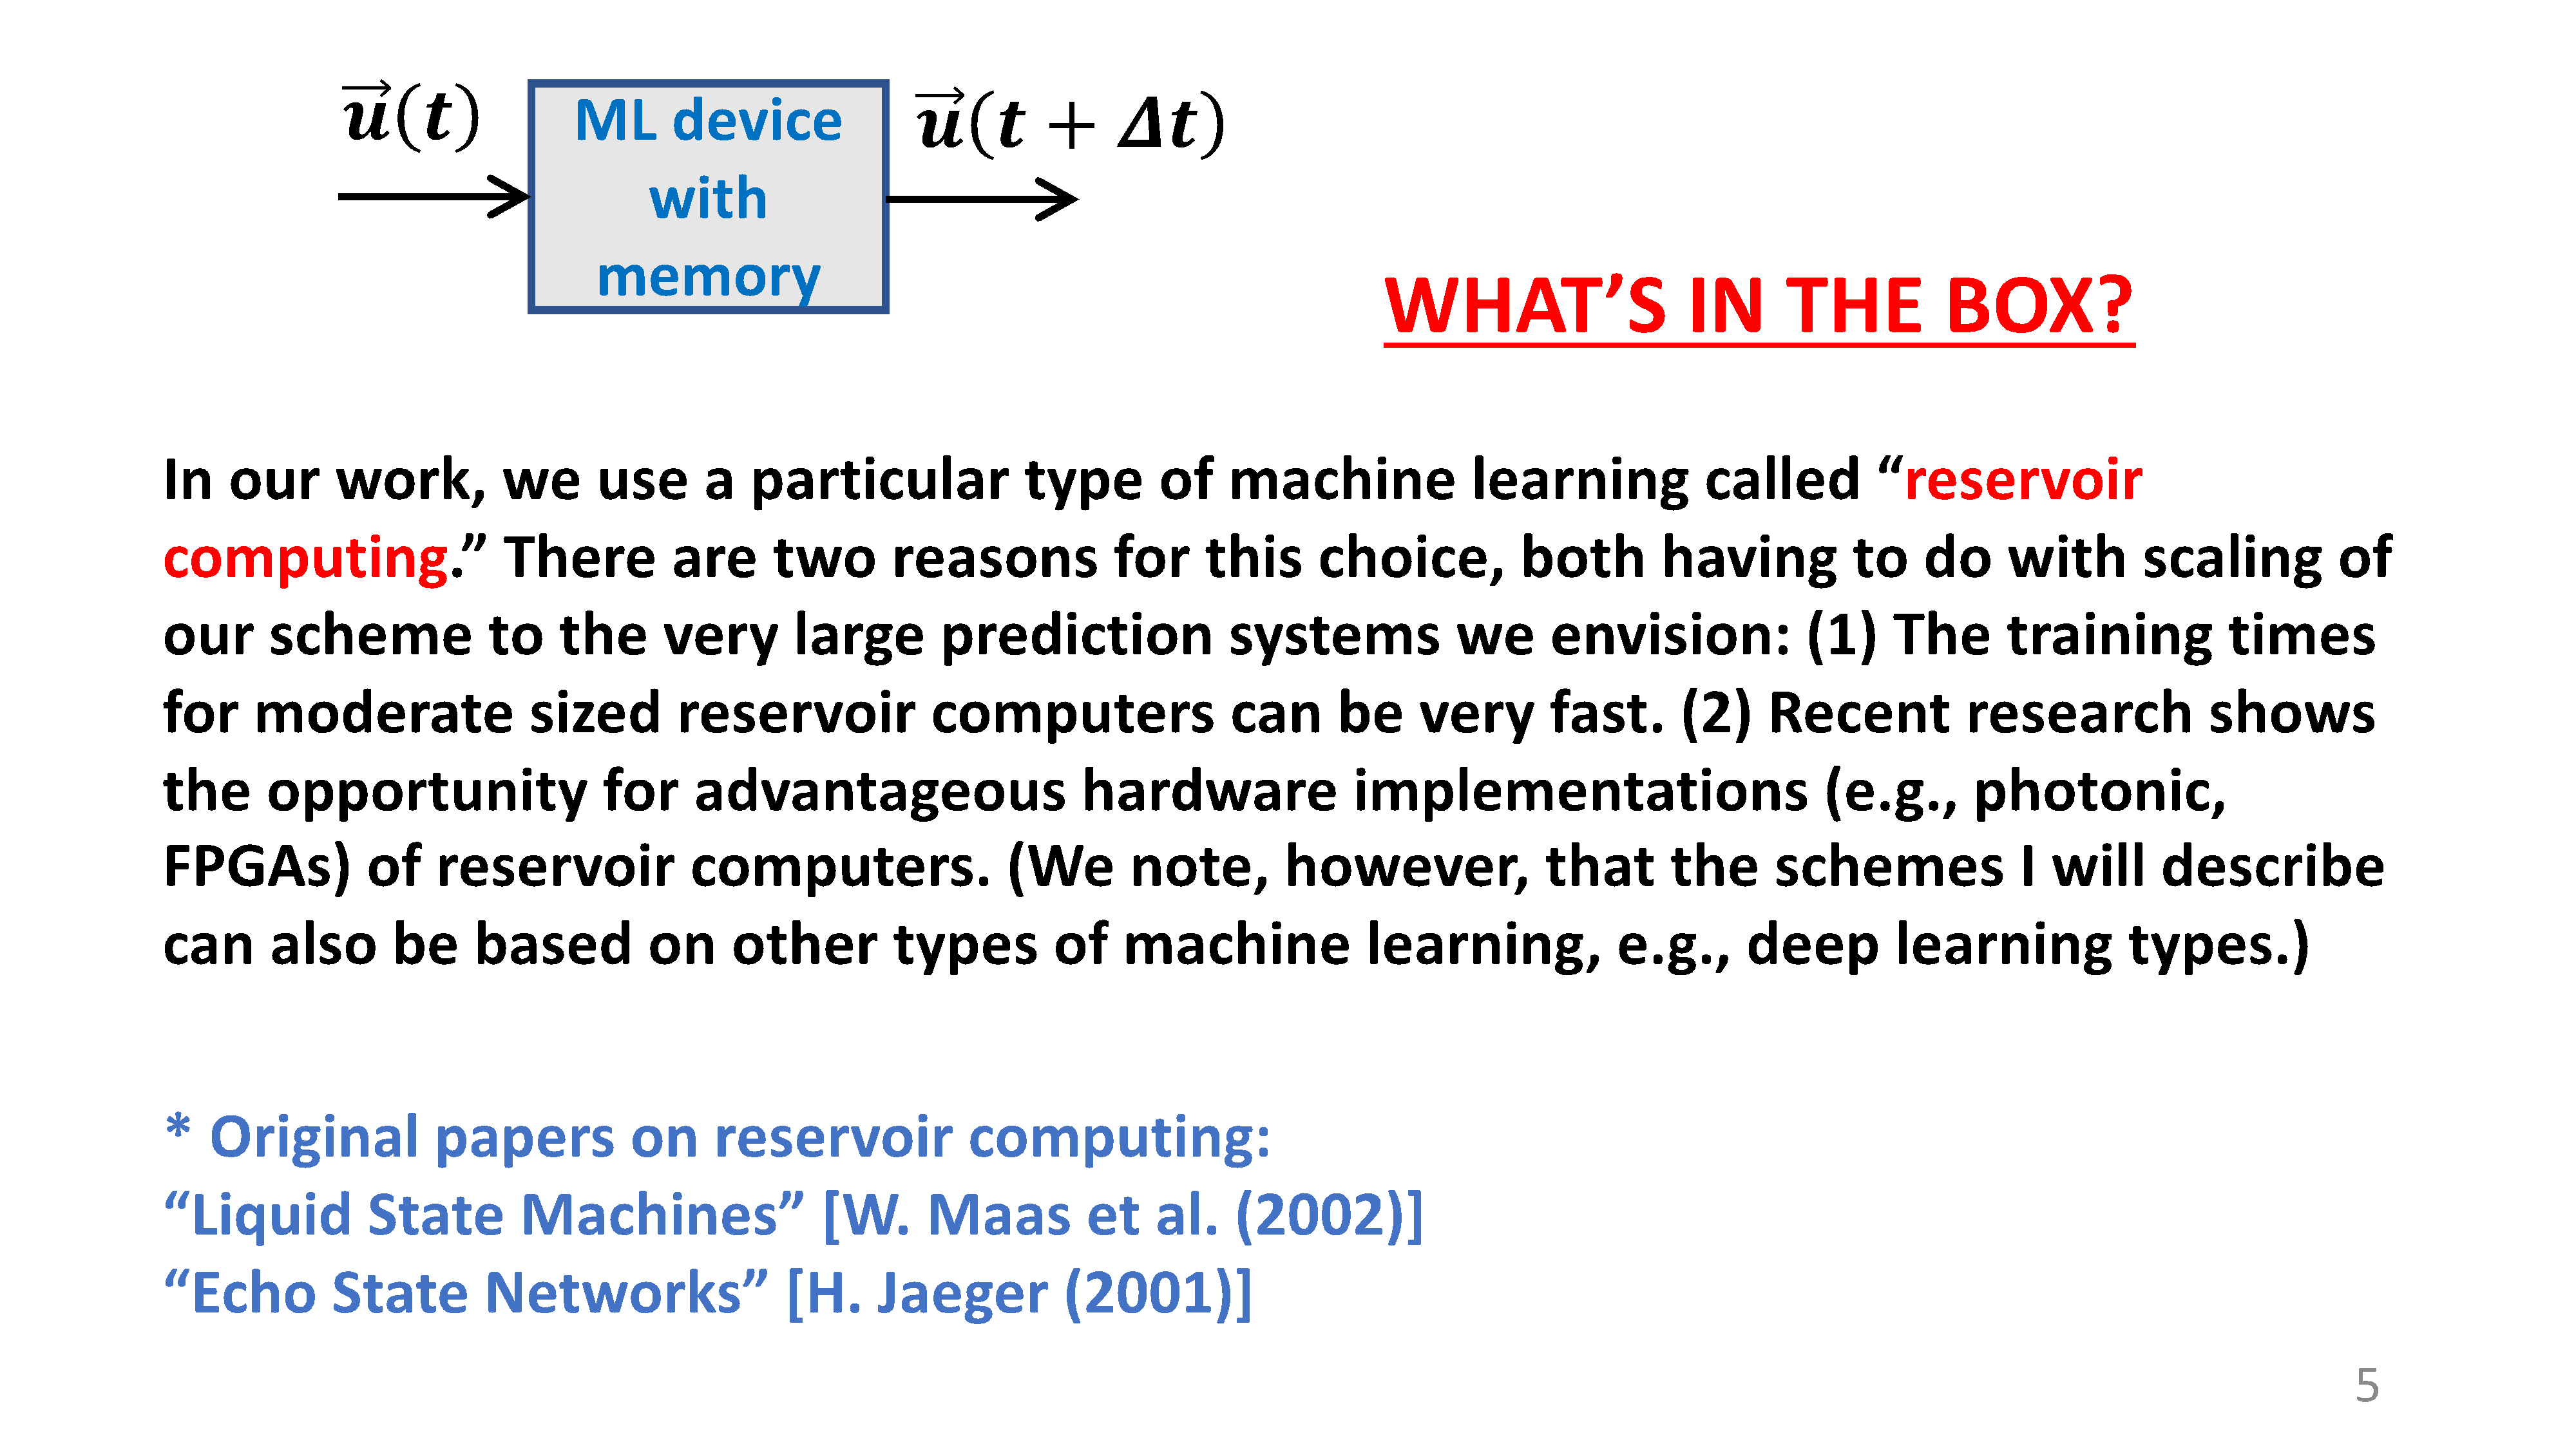 u⃗(t)
ML device
with
memory
u⃗(t + Δt)
WHAT’S IN THE BOX?
In our work, we use a particular type of machine learning called “reservoir
computing.” There are two reasons for this choice, both having to do with scaling of
our scheme to the very large prediction systems we envision: (1) The training times
for moderate sized reservoir computers can be very fast. (2) Recent research shows
the opportunity for advantageous hardware implementations (e.g., photonic,
FPGAs) of reservoir computers. (We note, however, that the schemes I will describe
can also be based on other types of machine learning, e.g., deep learning types.)
* Original papers on reservoir computing:
“Liquid State Machines” [W. Maas et al. (2002)]
“Echo State Networks” [H. Jaeger (2001)]
5